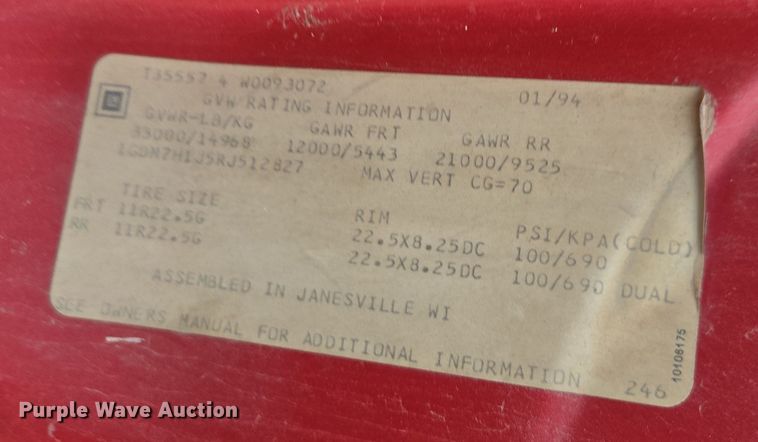 T35557 4 W0093072 01/94
GM
GVW RATING INFORMATION
GVWR-LB/KG GAWR FRT GAWR RR
33000/14968 12000/5443 21000/9525
1GDM7H1J5RJ512827 MAX VERT CG=70
TIRE SIZE RIM PSI/KPA(COLD)
FRT 11R22.5G 22.5X8.25DC 100/690
RR 11R22.5G 22.5X8.25DC 100/690 DUAL
ASSEMBLED IN JANESVILLE WI
SEE OWNERS MANUAL FOR ADDITIONAL INFORMATION 246
10106175
Purple Wave Auction